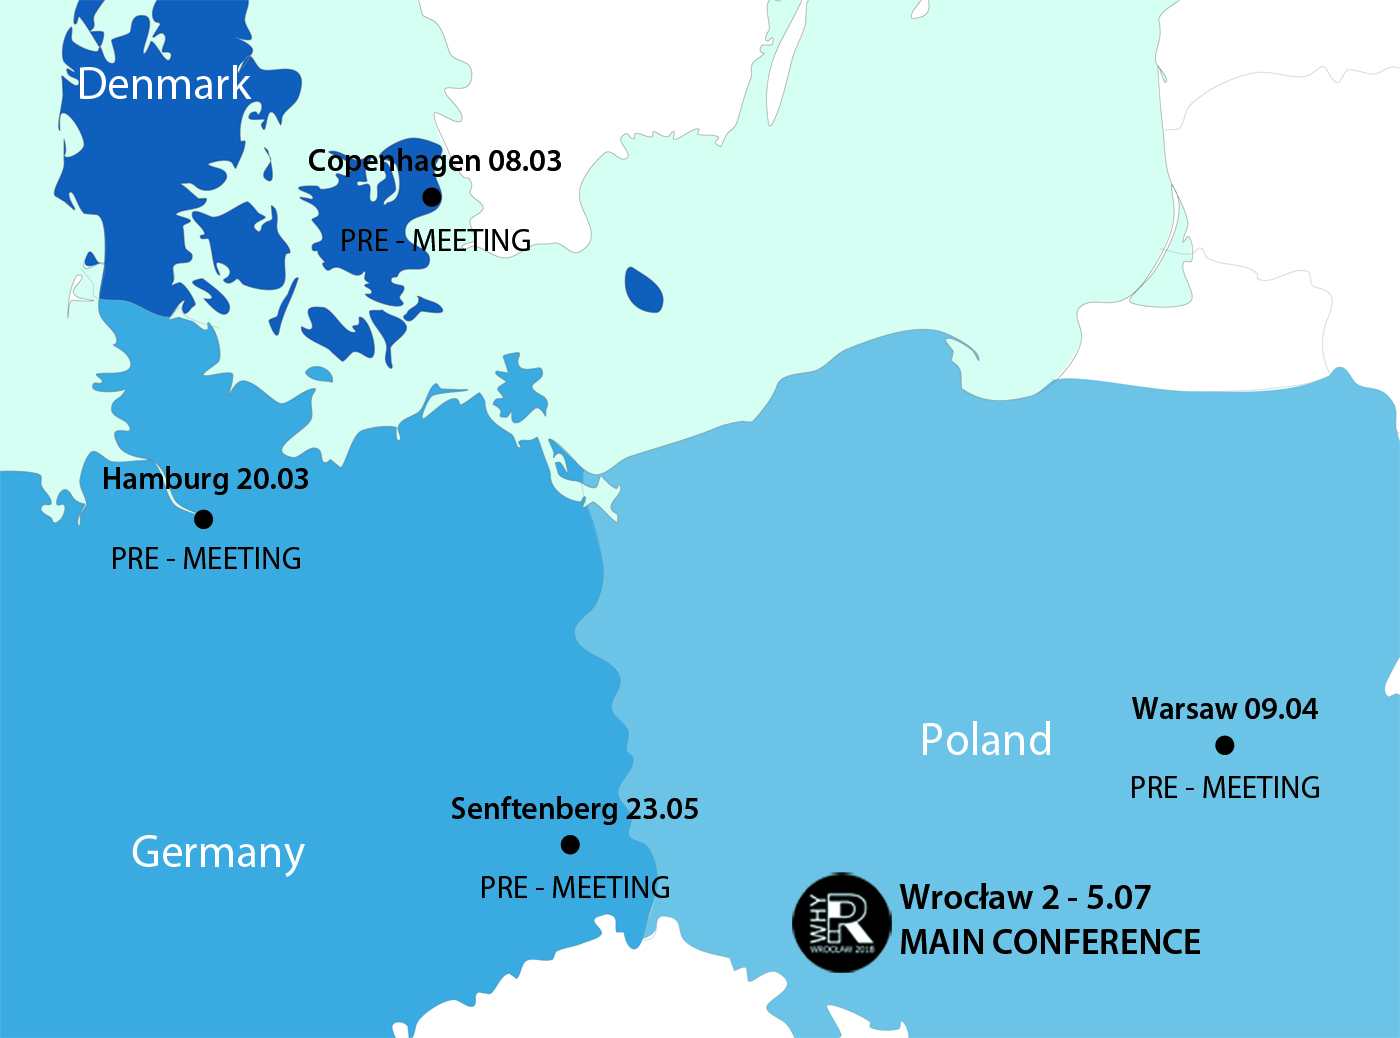 Denmark
Copenhagen 08.03
PRE - MEETING
Hamburg 20.03
PRE - MEETING
Warsaw 09.04
Poland
PRE - MEETING
Senftenberg 23.05
Germany
PRE - MEETING
WHY
R
WROCLAW 2018
Wrocław 2 - 5.07
MAIN CONFERENCE